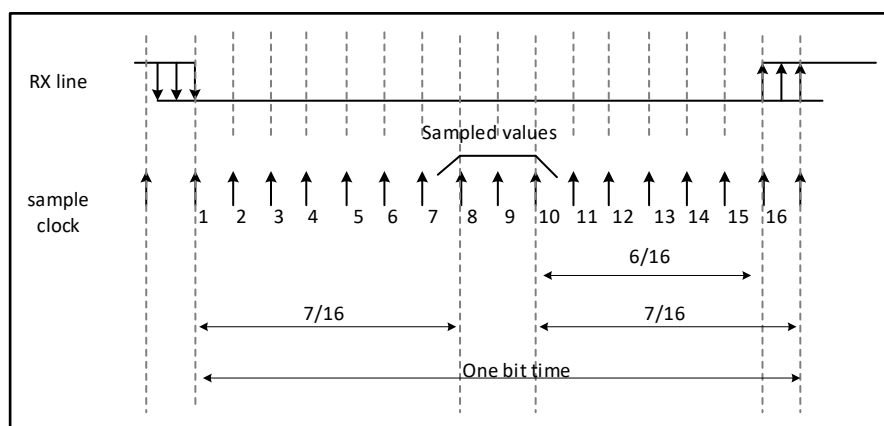 RX line
Sampled values
sample
clock
1 2 3 4 5 6 7 8 9 10 11 12 13 14 15 16
6/16
7/16 7/16
One bit time